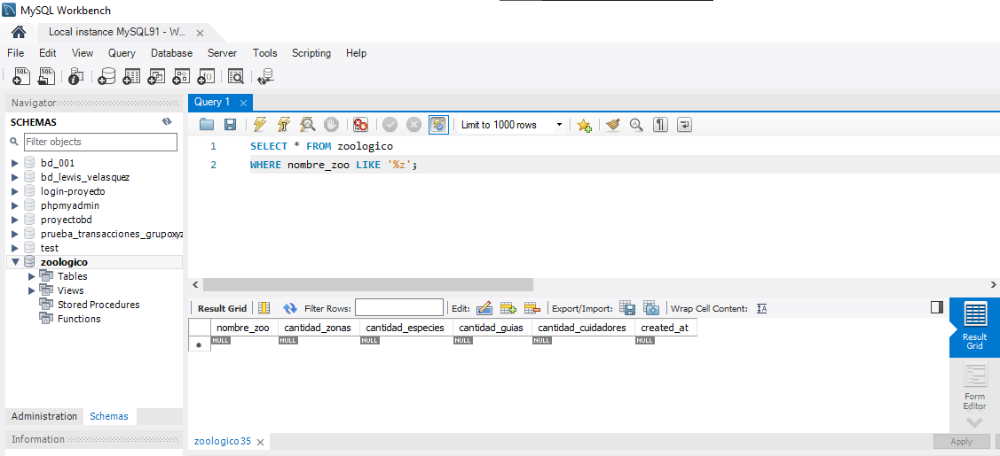 MySQL Workbench
Local instance MySQL91 - W... ×
File Edit View Query Database Server Tools Scripting Help
Navigator
SCHEMAS
Filter objects
bd_001
bd_lewis_velasquez
login-proyecto
phpmyadmin
proyectobd
prueba_transacciones_grupoxyz
test
zoologico
Tables
Views
Stored Procedures
Functions
Administration Schemas
Information
Query 1 ×
Limit to 1000 rows
1 SELECT * FROM zoologico
2 WHERE nombre_zoo LIKE '%z';
Result Grid Filter Rows: Edit: Export/Import: Wrap Cell Content:
nombre_zoo cantidad_zonas cantidad_especies cantidad_guias cantidad_cuidadores created_at
* NULL NULL NULL NULL NULL NULL
Result
Grid
Form
Editor
zoologico35 ×
Apply